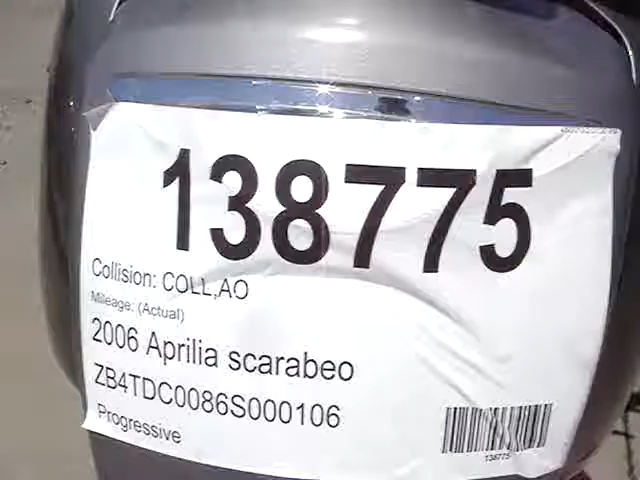 138775
Collision: COLL,AO
Mileage: (Actual)
2006 Aprilia scarabeo
ZB4TDC0086S000106
Progressive
138775